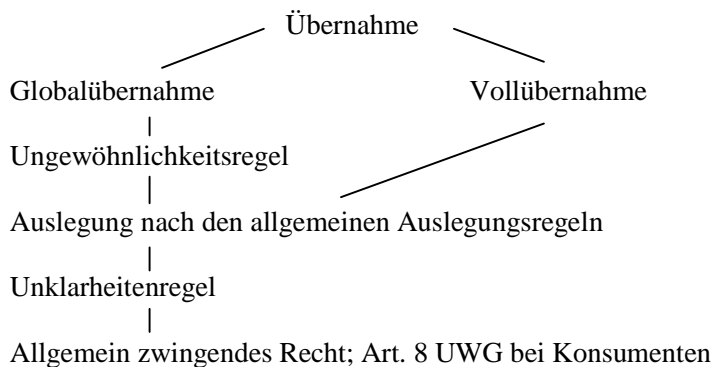 Übernahme
Globalübernahme Vollübernahme
Ungewöhnlichkeitsregel
Auslegung nach den allgemeinen Auslegungsregeln
Unklarheitenregel
Allgemein zwingendes Recht; Art. 8 UWG bei Konsumenten